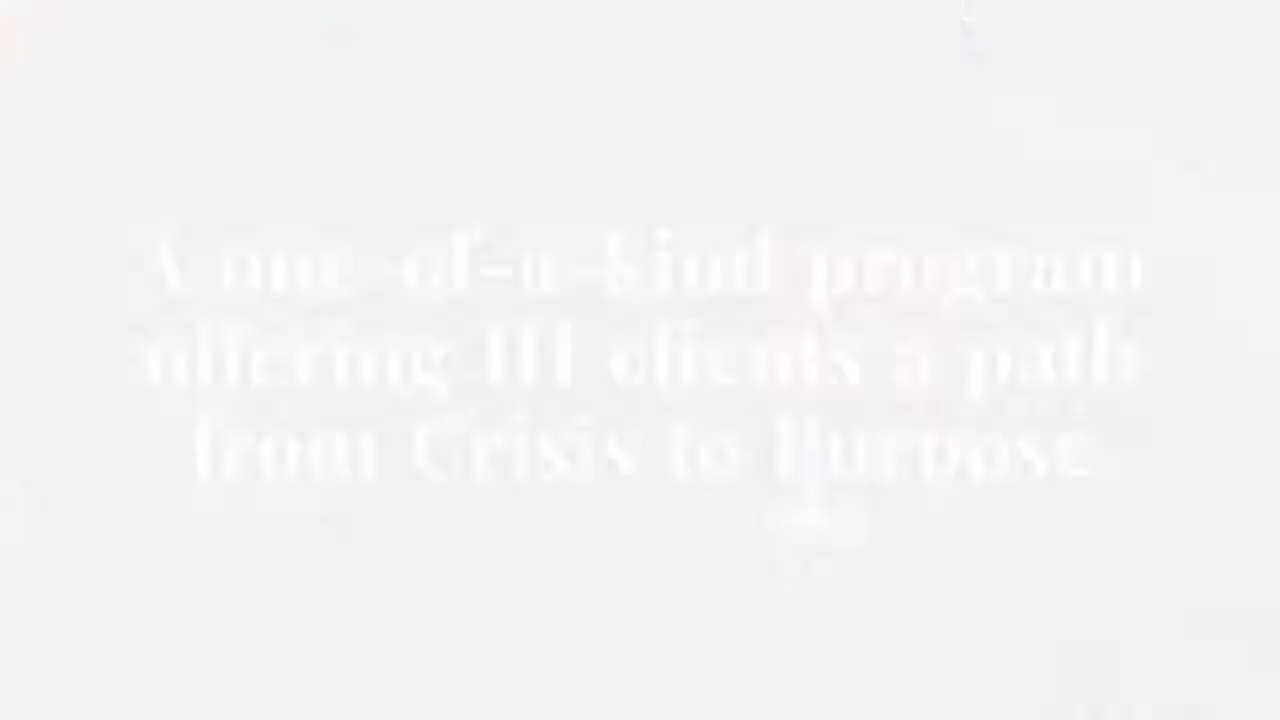 A one-of-a-kind program
offering clients a path
from Crisis to Purpose